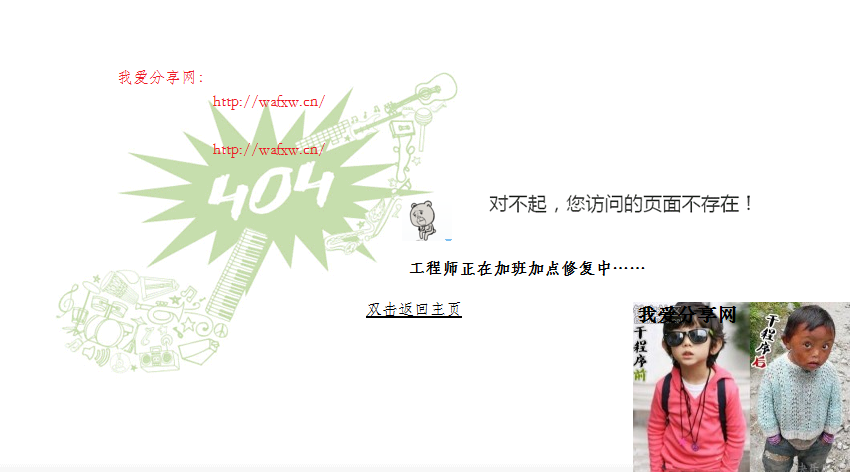 我爱分享网：
http://wafxw.cn/
http://wafxw.cn/
404
对不起，您访问的页面不存在！
工程师正在加班加点修复中……
双击返回主页
我爱分享网
干程序前
干程序后